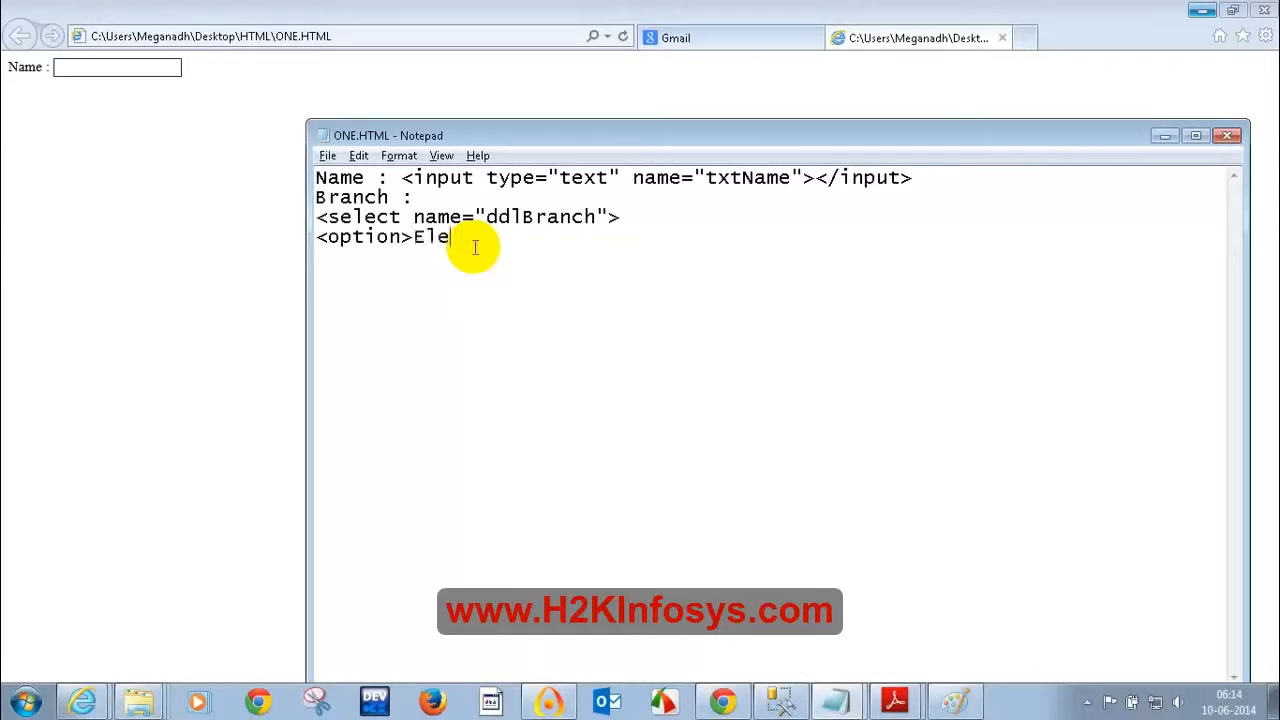 C:\Users\Meganadh\Desktop\HTML\ONE.HTML
Gmail
C:\Users\Meganadh\Deskt...
Name :
ONE.HTML - Notepad
File Edit Format View Help
Name : <input type="text" name="txtName"></input>
Branch :
<select name="ddlBranch">
<option>Ele
www.H2KInfosys.com
DEV
06:14
10-06-2014